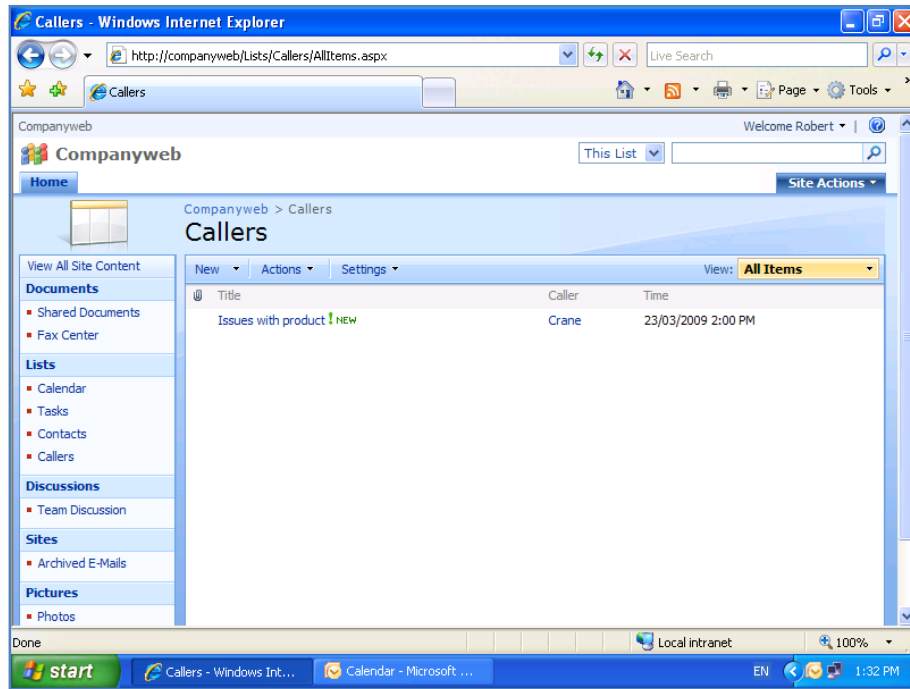 Callers - Windows Internet Explorer
http://companyweb/Lists/Callers/AllItems.aspx
Live Search
Callers
Page
Tools
Companyweb
Welcome Robert
Companyweb
This List
Home
Site Actions
Companyweb > Callers
Callers
View All Site Content
New
Actions
Settings
View: All Items
Documents
Title
Caller
Time
Shared Documents
Issues with product ! NEW
Crane
23/03/2009 2:00 PM
Fax Center
Lists
Calendar
Tasks
Contacts
Callers
Discussions
Team Discussion
Sites
Archived E-Mails
Pictures
Photos
Done
Local intranet
100%
start
Callers - Windows Int...
Calendar - Microsoft ...
EN
1:32 PM